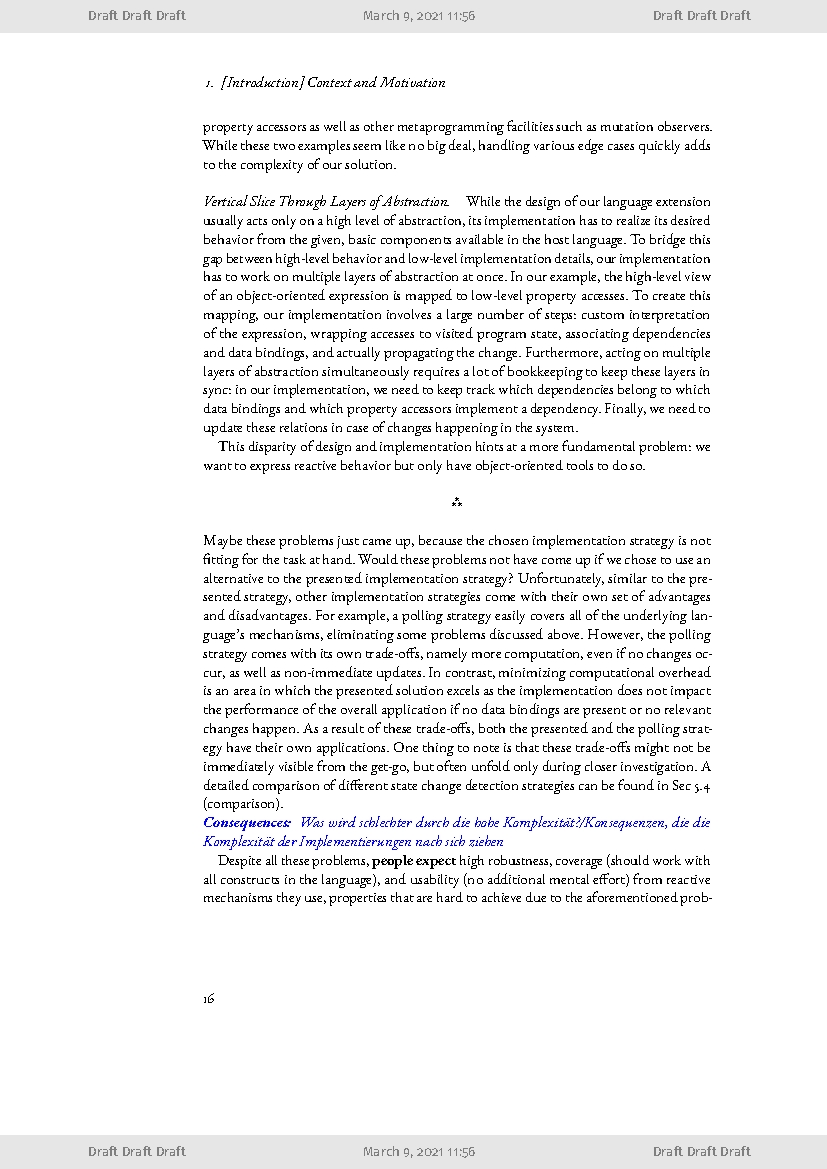 Draft Draft Draft March 9, 2021 11:56 Draft Draft Draft
1. [Introduction] Context and Motivation
property accessors as well as other metaprogramming facilities such as mutation observers.
While these two examples seem like no big deal, handling various edge cases quickly adds
to the complexity of our solution.
Vertical Slice Through Layers of Abstraction. While the design of our language extension
usually acts only on a high level of abstraction, its implementation has to realize its desired
behavior from the given, basic components available in the host language. To bridge this
gap between high-level behavior and low-level implementation details, our implementation
has to work on multiple layers of abstraction at once. In our example, the high-level view
of an object-oriented expression is mapped to low-level property accesses. To create this
mapping, our implementation involves a large number of steps: custom interpretation
of the expression, wrapping accesses to visited program state, associating dependencies
and data bindings, and actually propagating the change. Furthermore, acting on multiple
layers of abstraction simultaneously requires a lot of bookkeeping to keep these layers in
sync: in our implementation, we need to keep track which dependencies belong to which
data bindings and which property accessors implement a dependency. Finally, we need to
update these relations in case of changes happening in the system.
This disparity of design and implementation hints at a more fundamental problem: we
want to express reactive behavior but only have object-oriented tools to do so.
⁂
Maybe these problems just came up, because the chosen implementation strategy is not
fitting for the task at hand. Would these problems not have come up if we chose to use an
alternative to the presented implementation strategy? Unfortunately, similar to the pre-
sented strategy, other implementation strategies come with their own set of advantages
and disadvantages. For example, a polling strategy easily covers all of the underlying lan-
guage's mechanisms, eliminating some problems discussed above. However, the polling
strategy comes with its own trade-offs, namely more computation, even if no changes oc-
cur, as well as non-immediate updates. In contrast, minimizing computational overhead
is an area in which the presented solution excels as the implementation does not impact
the performance of the overall application if no data bindings are present or no relevant
changes happen. As a result of these trade-offs, both the presented and the polling strat-
egy have their own applications. One thing to note is that these trade-offs might not be
immediately visible from the get-go, but often unfold only during closer investigation. A
detailed comparison of different state change detection strategies can be found in Sec 5.4
(comparison).
Consequences: Was wird schlechter durch die hohe Komplexität?/Konsequenzen, die die
Komplexität der Implementierungen nach sich ziehen
Despite all these problems, people expect high robustness, coverage (should work with
all constructs in the language), and usability (no additional mental effort) from reactive
mechanisms they use, properties that are hard to achieve due to the aforementioned prob-
16
Draft Draft Draft March 9, 2021 11:56 Draft Draft Draft